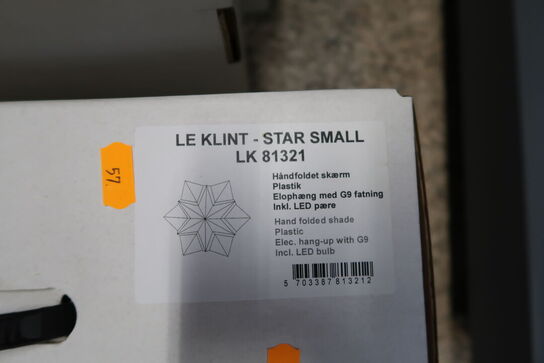 LE KLINT - STAR SMALL
LK 81321
Håndfoldet skærm
Plastik
Elophæng med G9 fatning
Inkl. LED pære
Hand folded shade
Plastic
Elec. hang-up with G9
Incl. LED bulb
5 703387 813212
57.